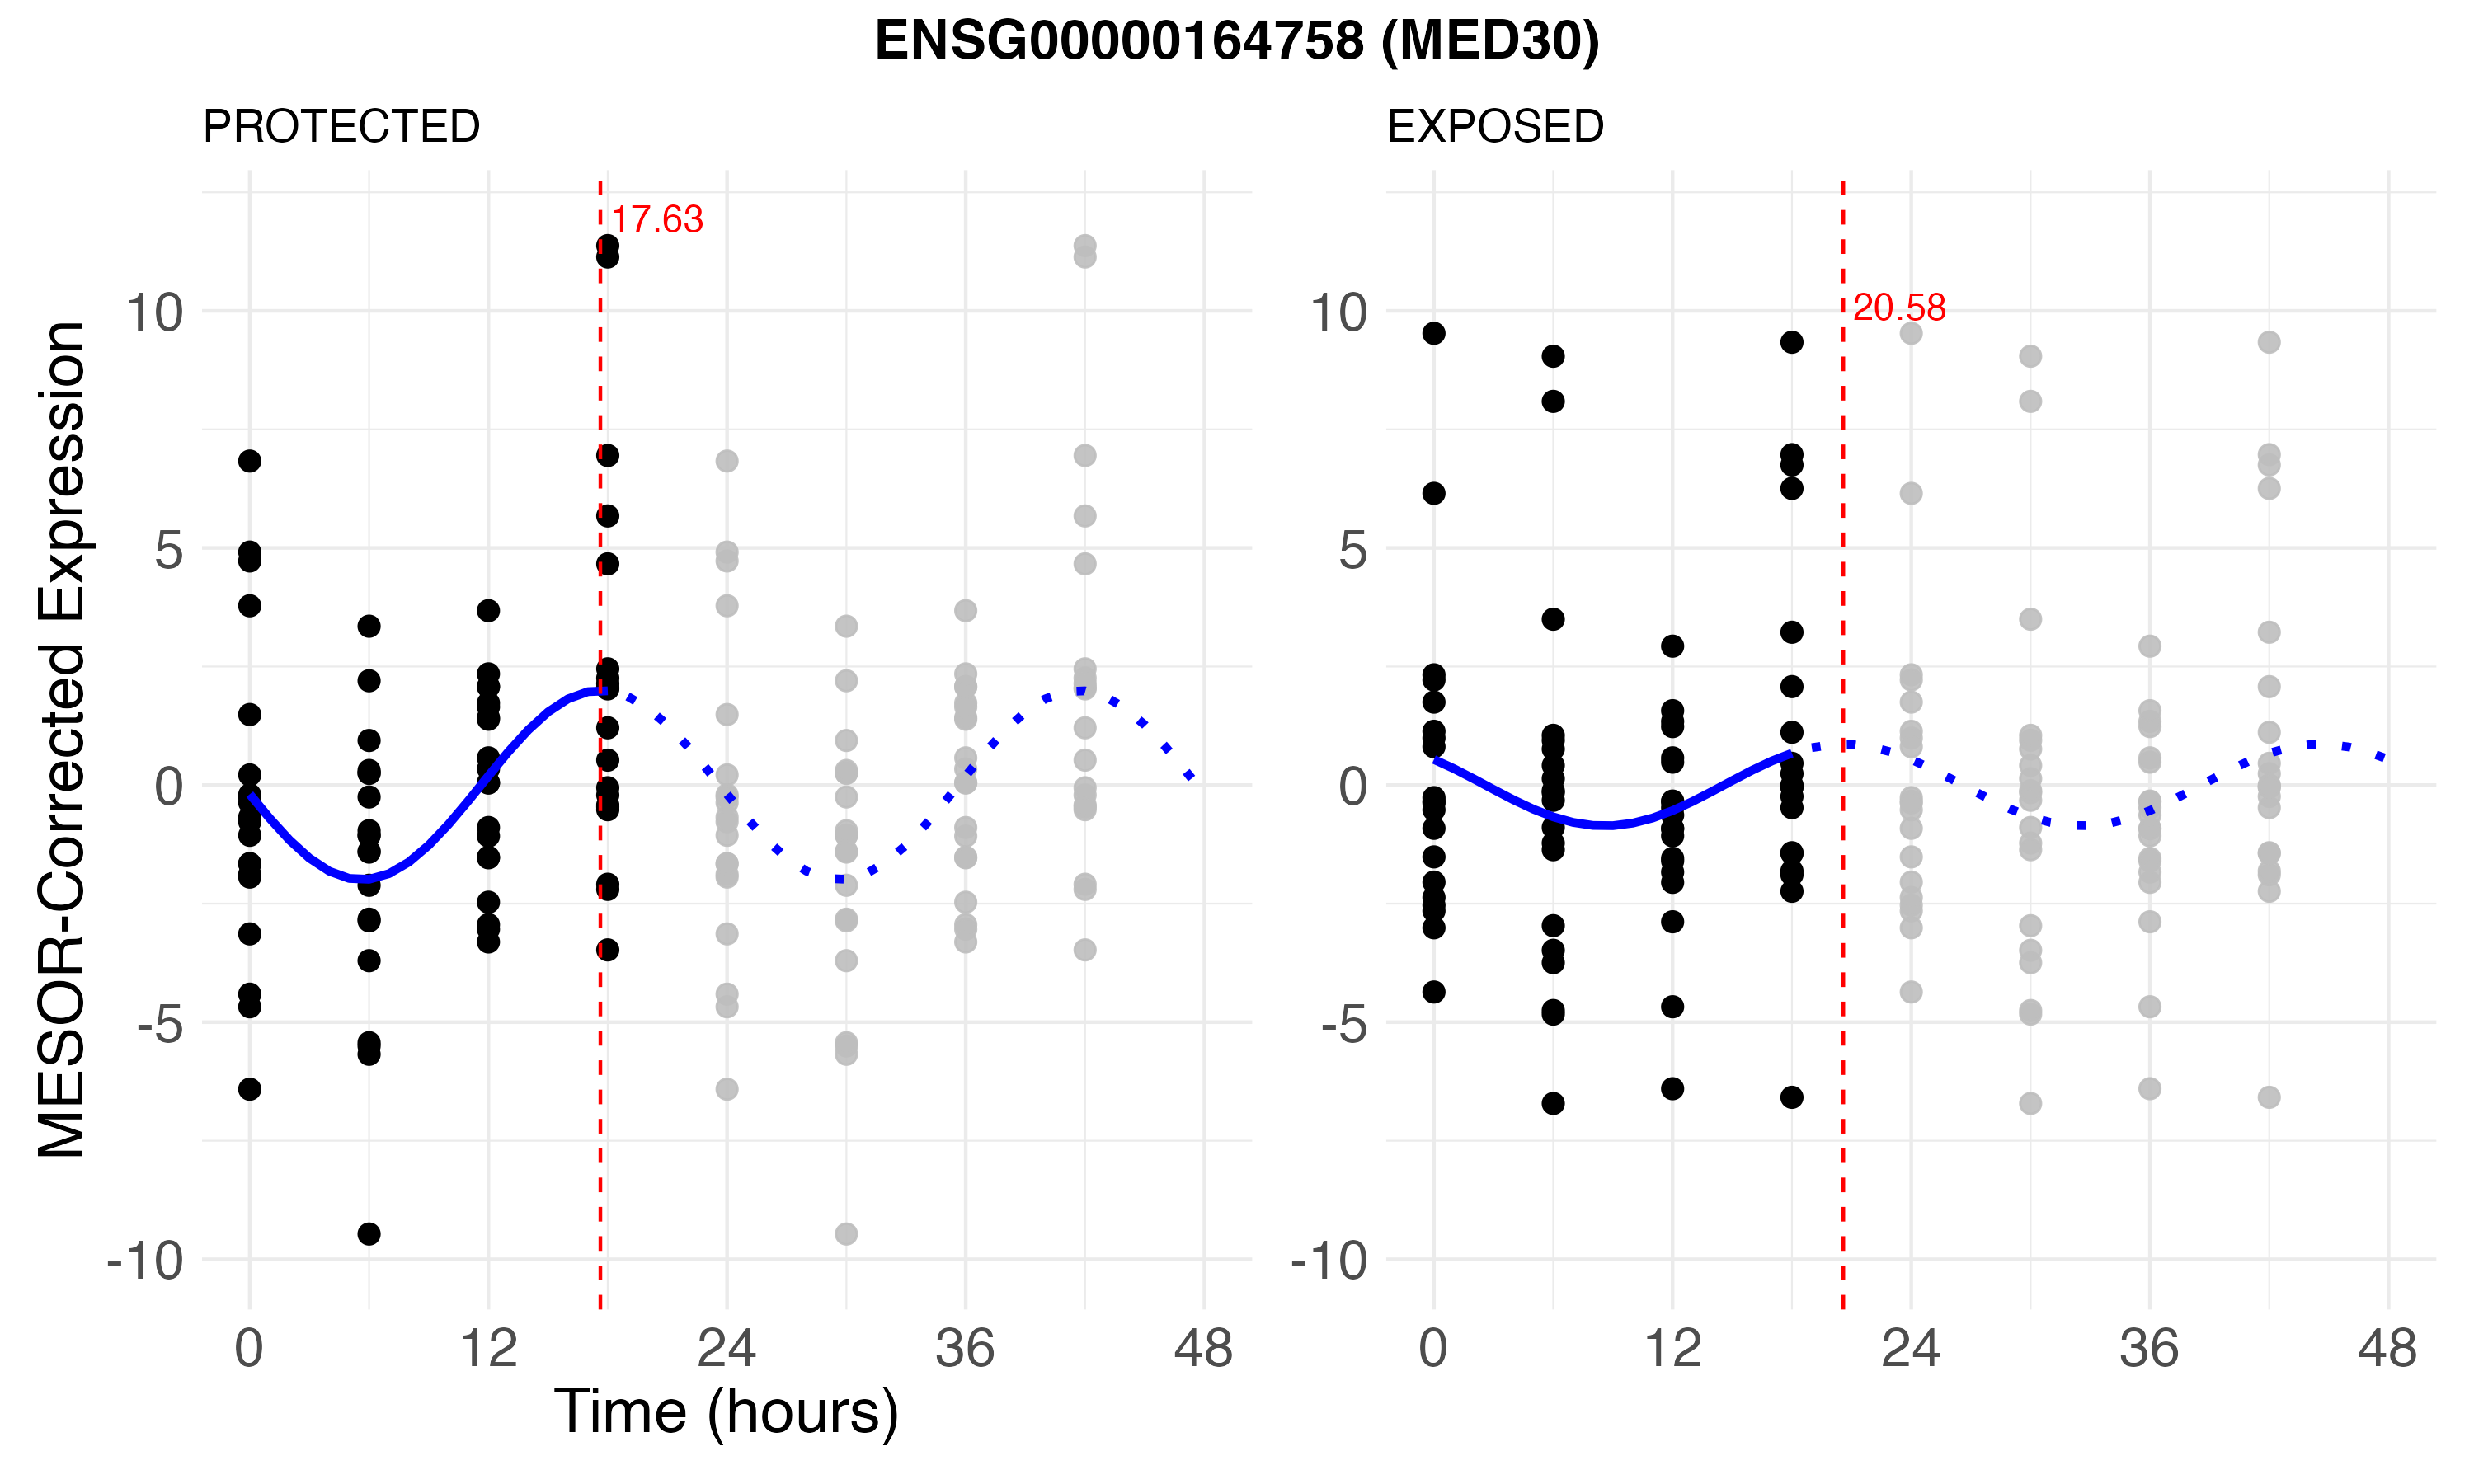 ENSG00000164758 (MED30)
PROTECTED
EXPOSED
MESOR-Corrected Expression
10
5
0
-5
-10
17.63
0 12 24 36 48
Time (hours)
10
5
0
-5
-10
20.58
0 12 24 36 48